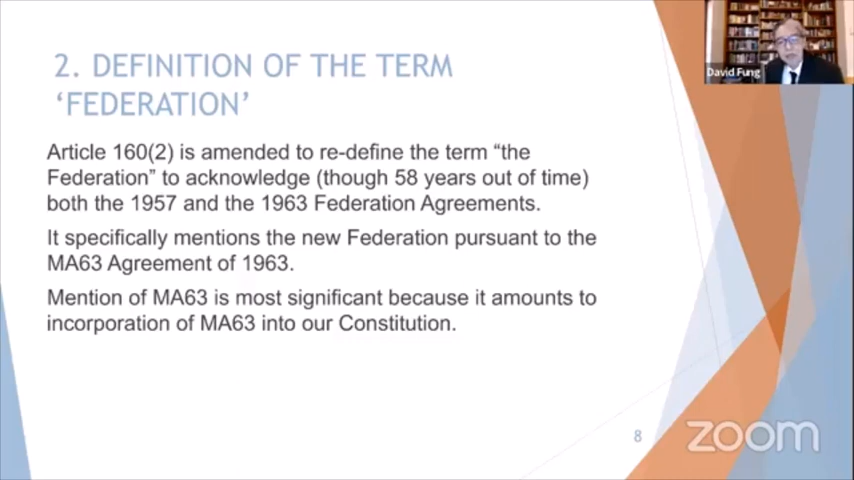 2. DEFINITION OF THE TERM
‘FEDERATION’
David Fung
Article 160(2) is amended to re-define the term “the
Federation” to acknowledge (though 58 years out of time)
both the 1957 and the 1963 Federation Agreements.
It specifically mentions the new Federation pursuant to the
MA63 Agreement of 1963.
Mention of MA63 is most significant because it amounts to
incorporation of MA63 into our Constitution.
8
zoom